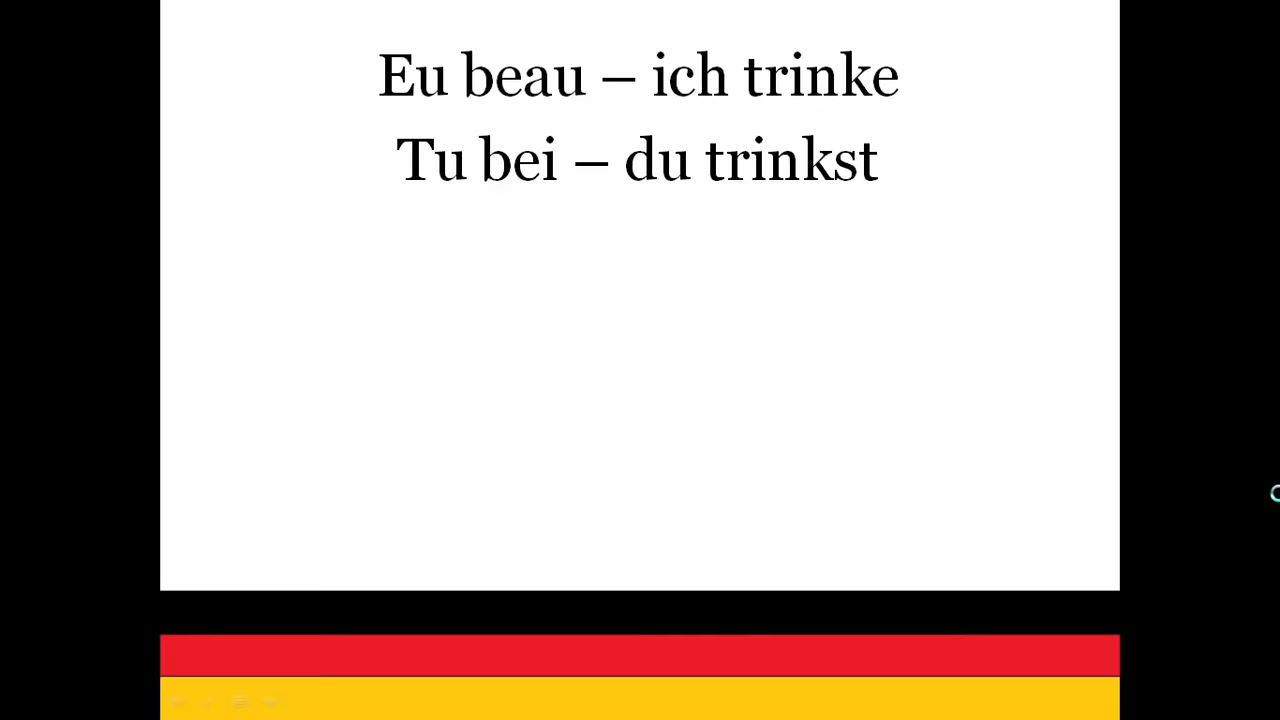 Eu beau – ich trinke
Tu bei – du trinkst